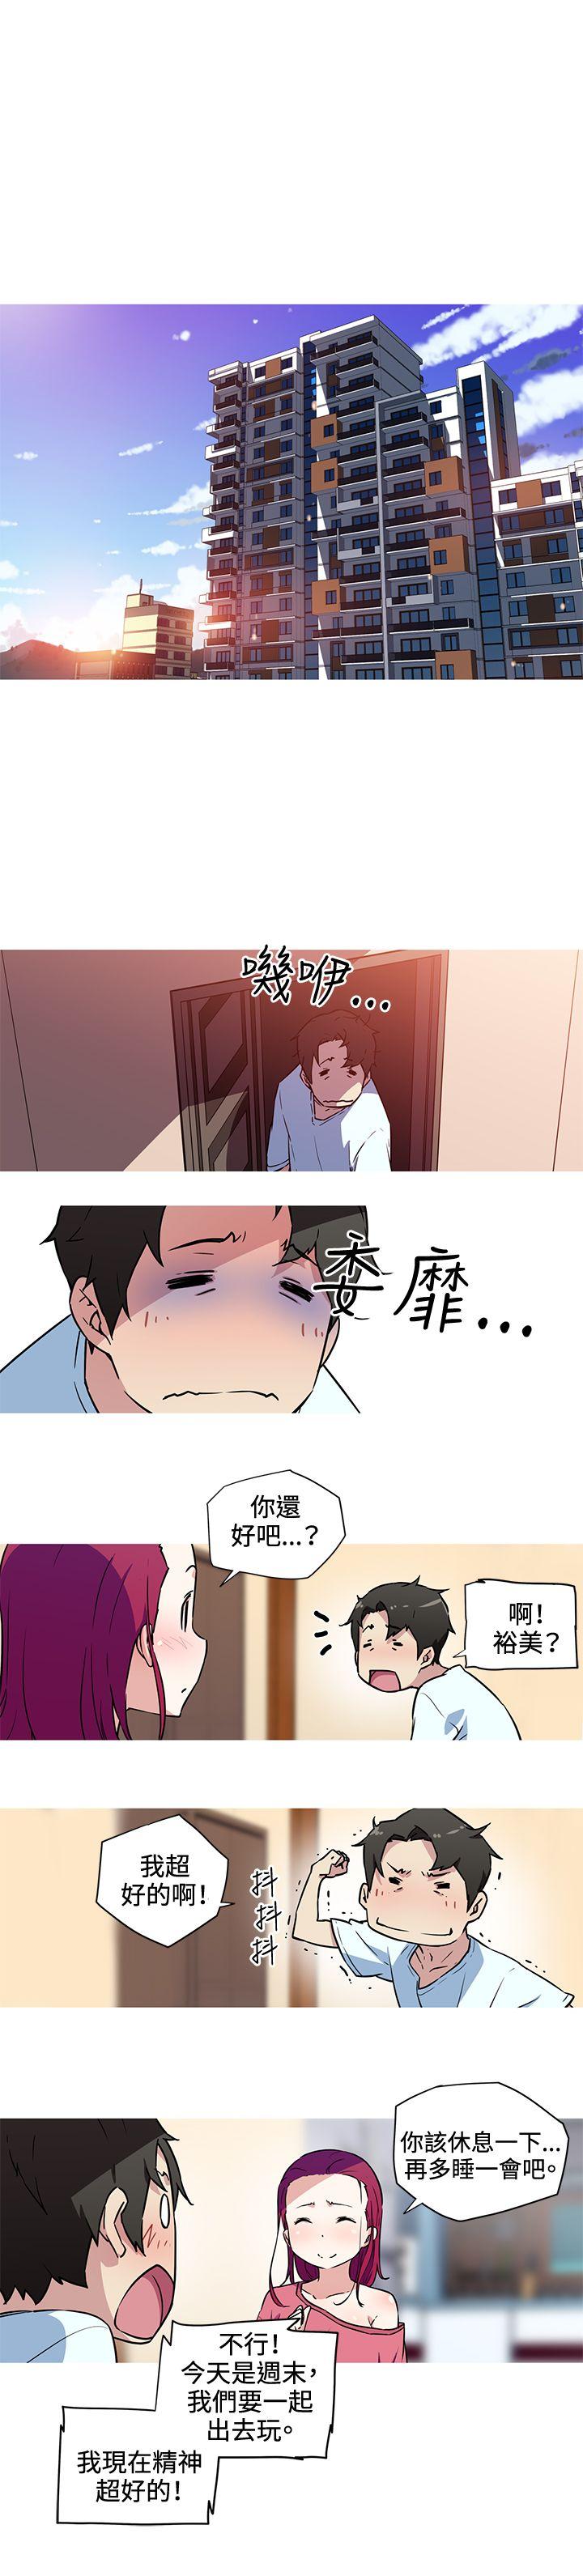 嘰咿...
委靡...
你還
好吧...?
啊!
裕美?
我超
好的啊!
抖
抖
抖
你該休息一下...
再多睡一會吧。
不行!
今天是週末，
我們要一起
出去玩。
我現在精神
超好的!